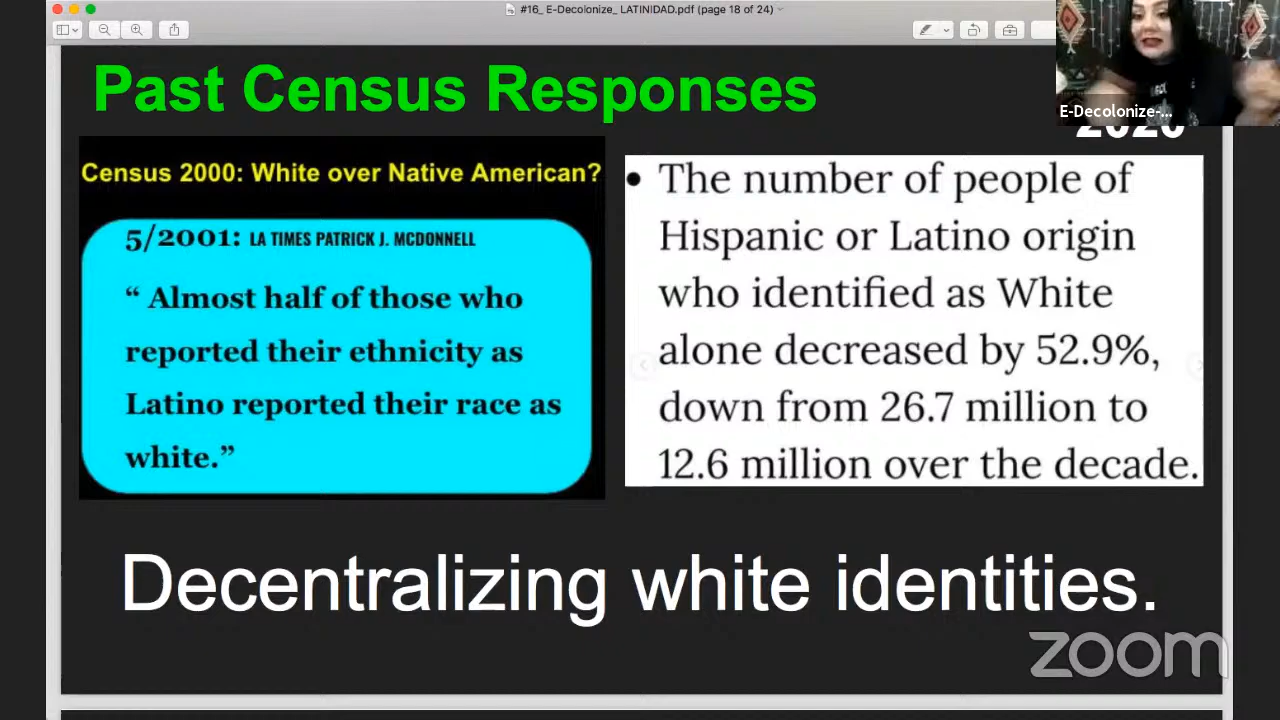 #16_ E-Decolonize_ LATINIDAD.pdf (page 18 of 24)
Past Census Responses
E-Decolonize-...
2020
Census 2000: White over Native American?
5/2001: LA TIMES PATRICK J. MCDONNELL
“ Almost half of those who
reported their ethnicity as
Latino reported their race as
white.”
• The number of people of
Hispanic or Latino origin
who identified as White
alone decreased by 52.9%,
down from 26.7 million to
12.6 million over the decade.
Decentralizing white identities.
zoom